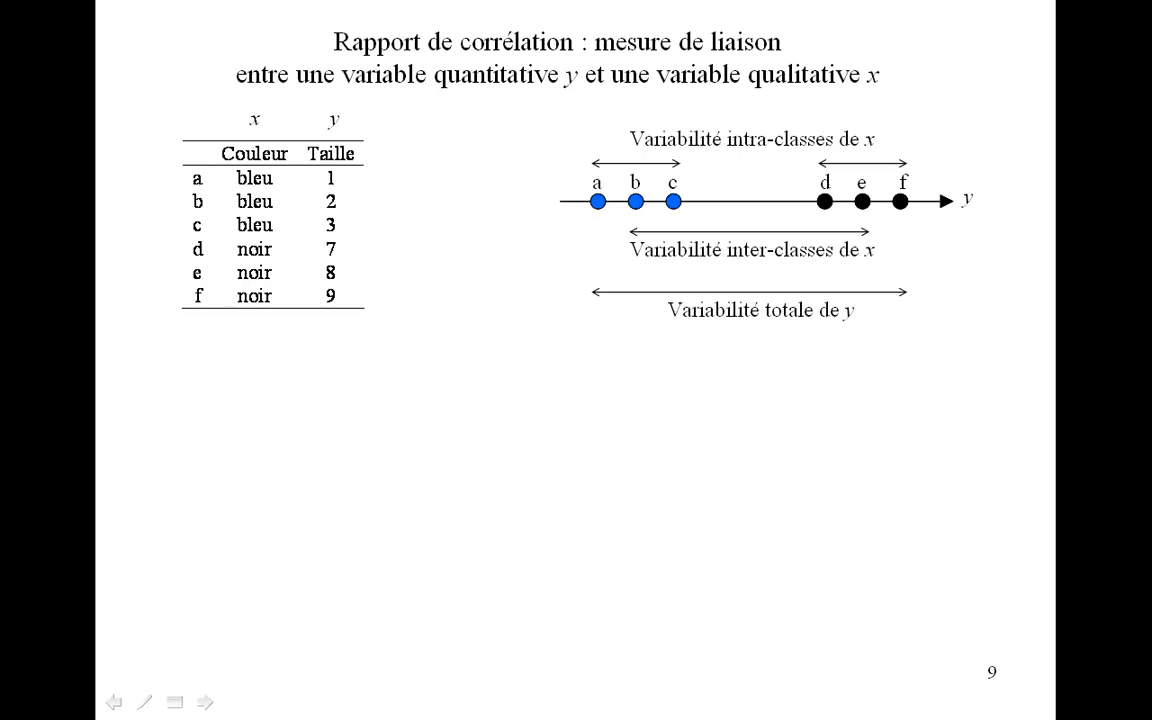 Rapport de corrélation : mesure de liaison
entre une variable quantitative y et une variable qualitative x
x y
Couleur Taille
a bleu 1
b bleu 2
c bleu 3
d noir 7
e noir 8
f noir 9
Variabilité intra-classes de x
a b c d e f
y
Variabilité inter-classes de x
Variabilité totale de y
9